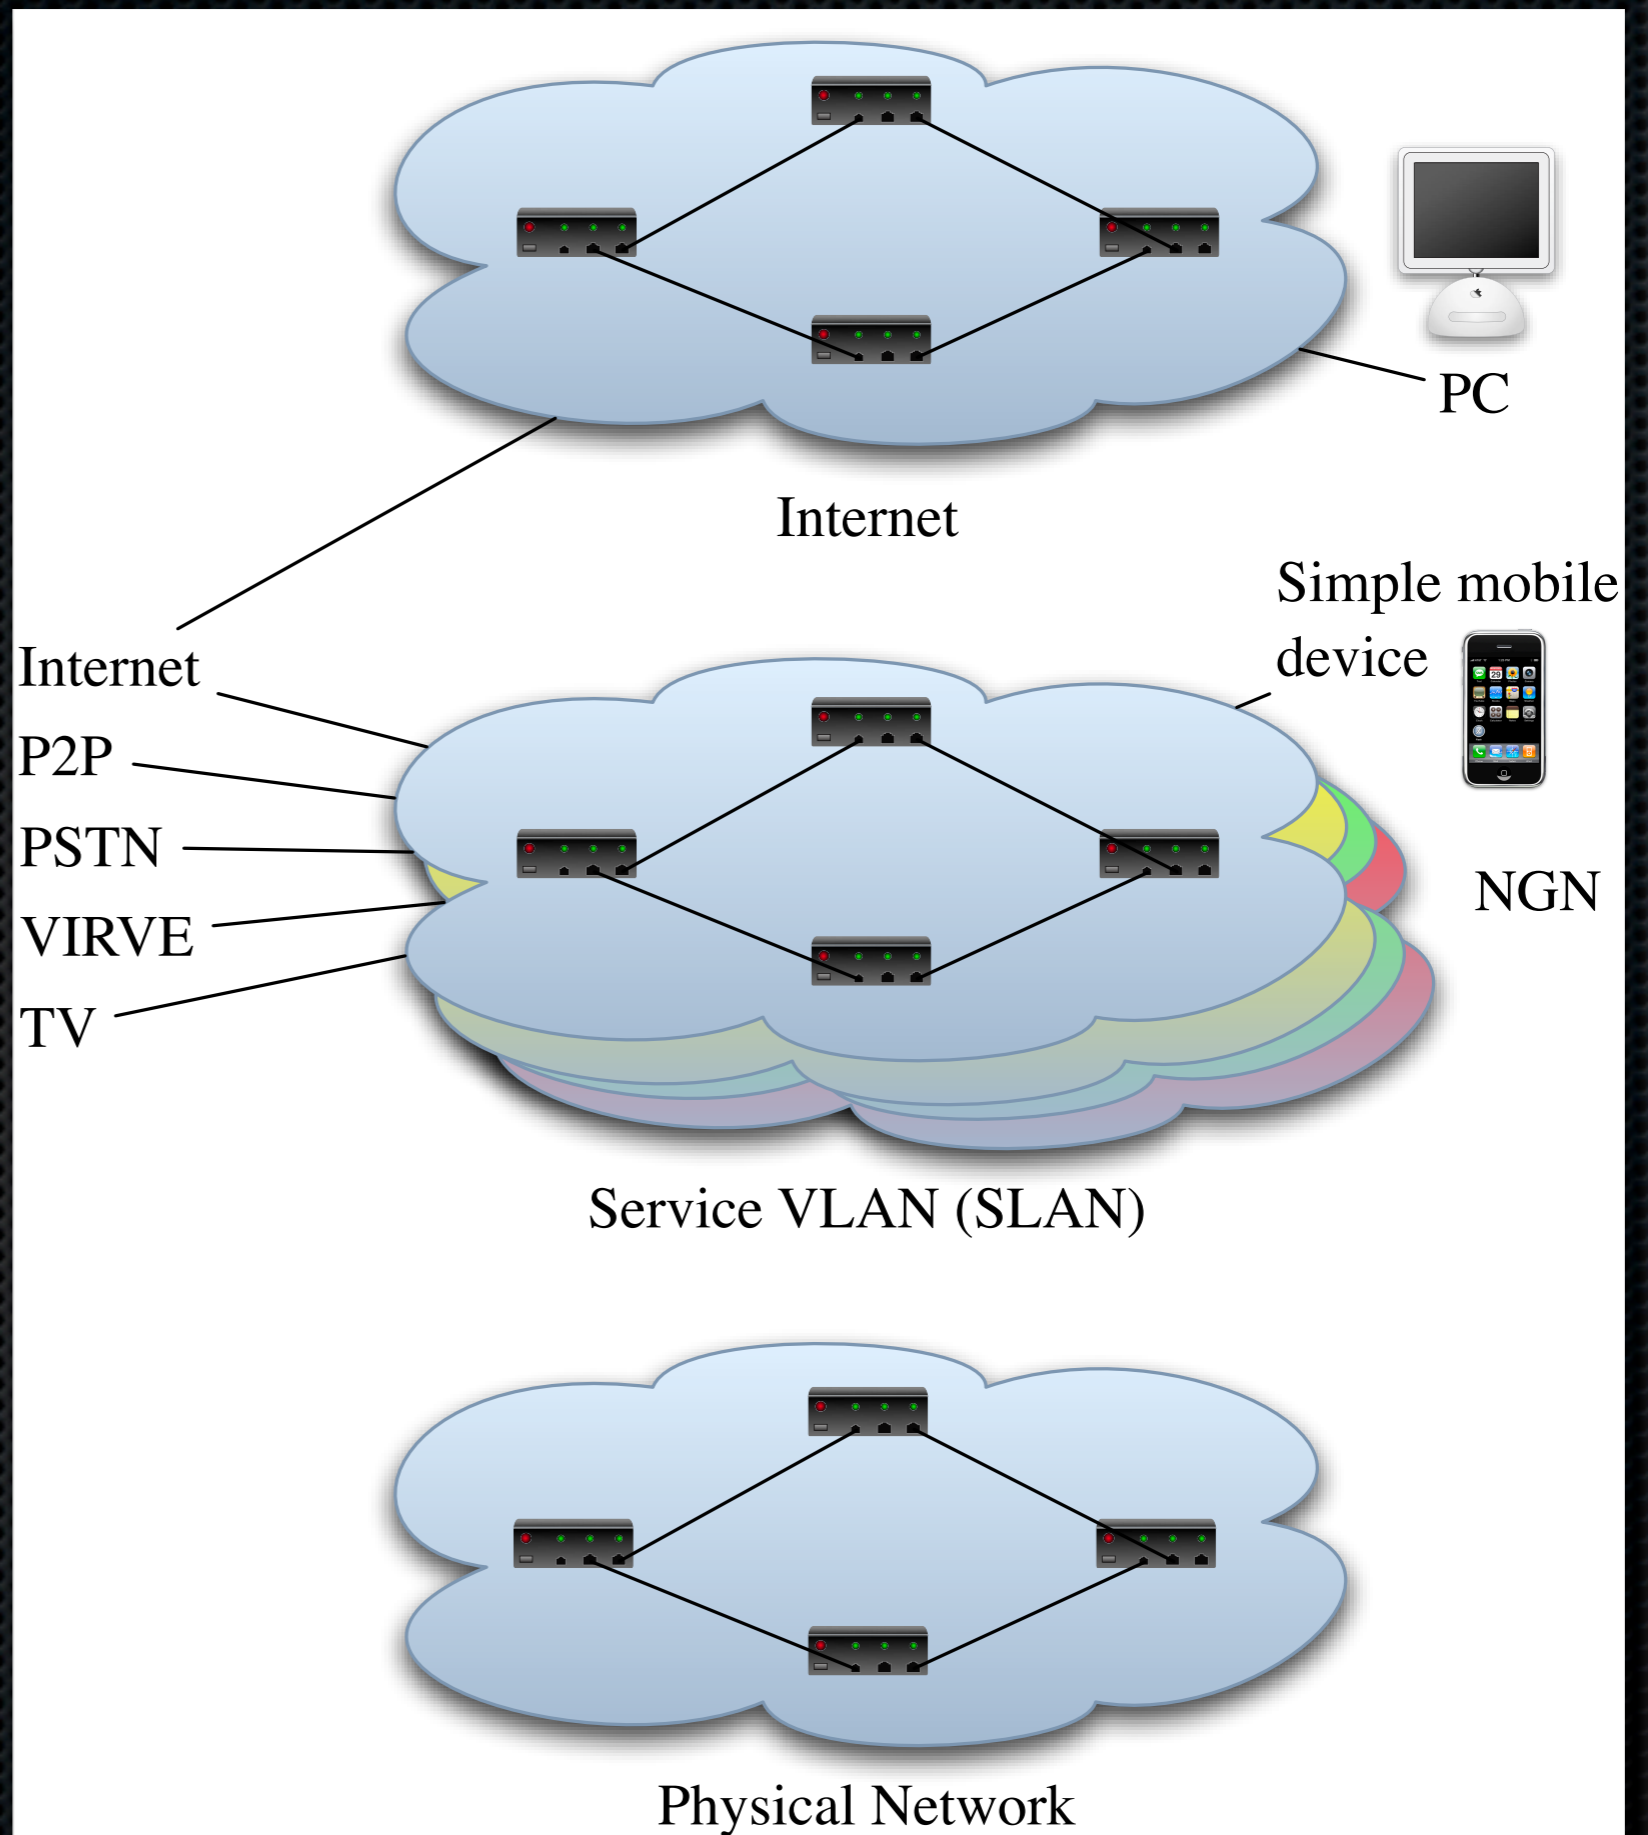 PC
Internet
Simple mobile
device
Internet
P2P
PSTN
VIRVE
TV
NGN
Service VLAN (SLAN)
Physical Network